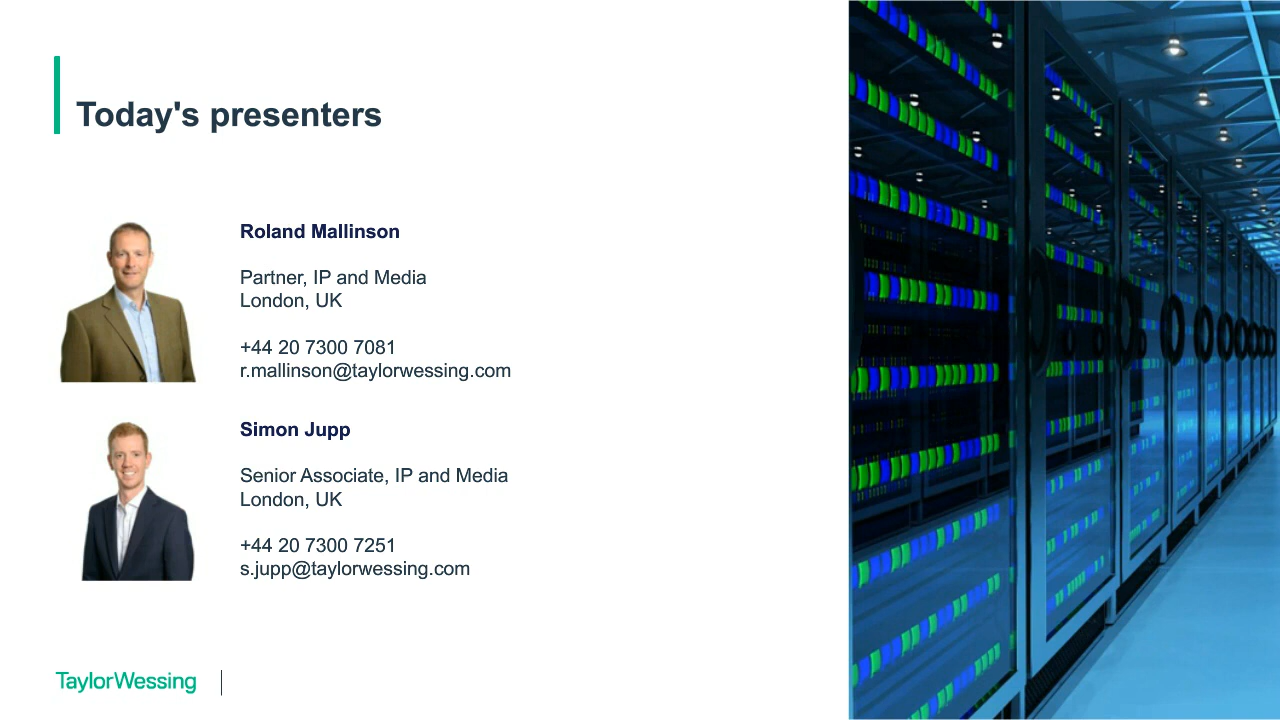 Today's presenters
Roland Mallinson
Partner, IP and Media
London, UK
+44 20 7300 7081
r.mallinson@taylorwessing.com
Simon Jupp
Senior Associate, IP and Media
London, UK
+44 20 7300 7251
s.jupp@taylorwessing.com
TaylorWessing